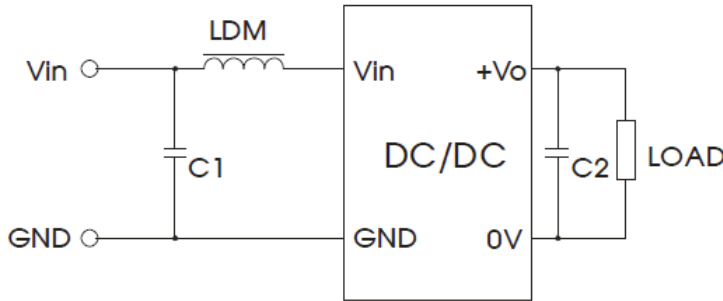 LDM
Vin
Vin
+Vo
C1
DC/DC
C2
LOAD
GND
GND
0V